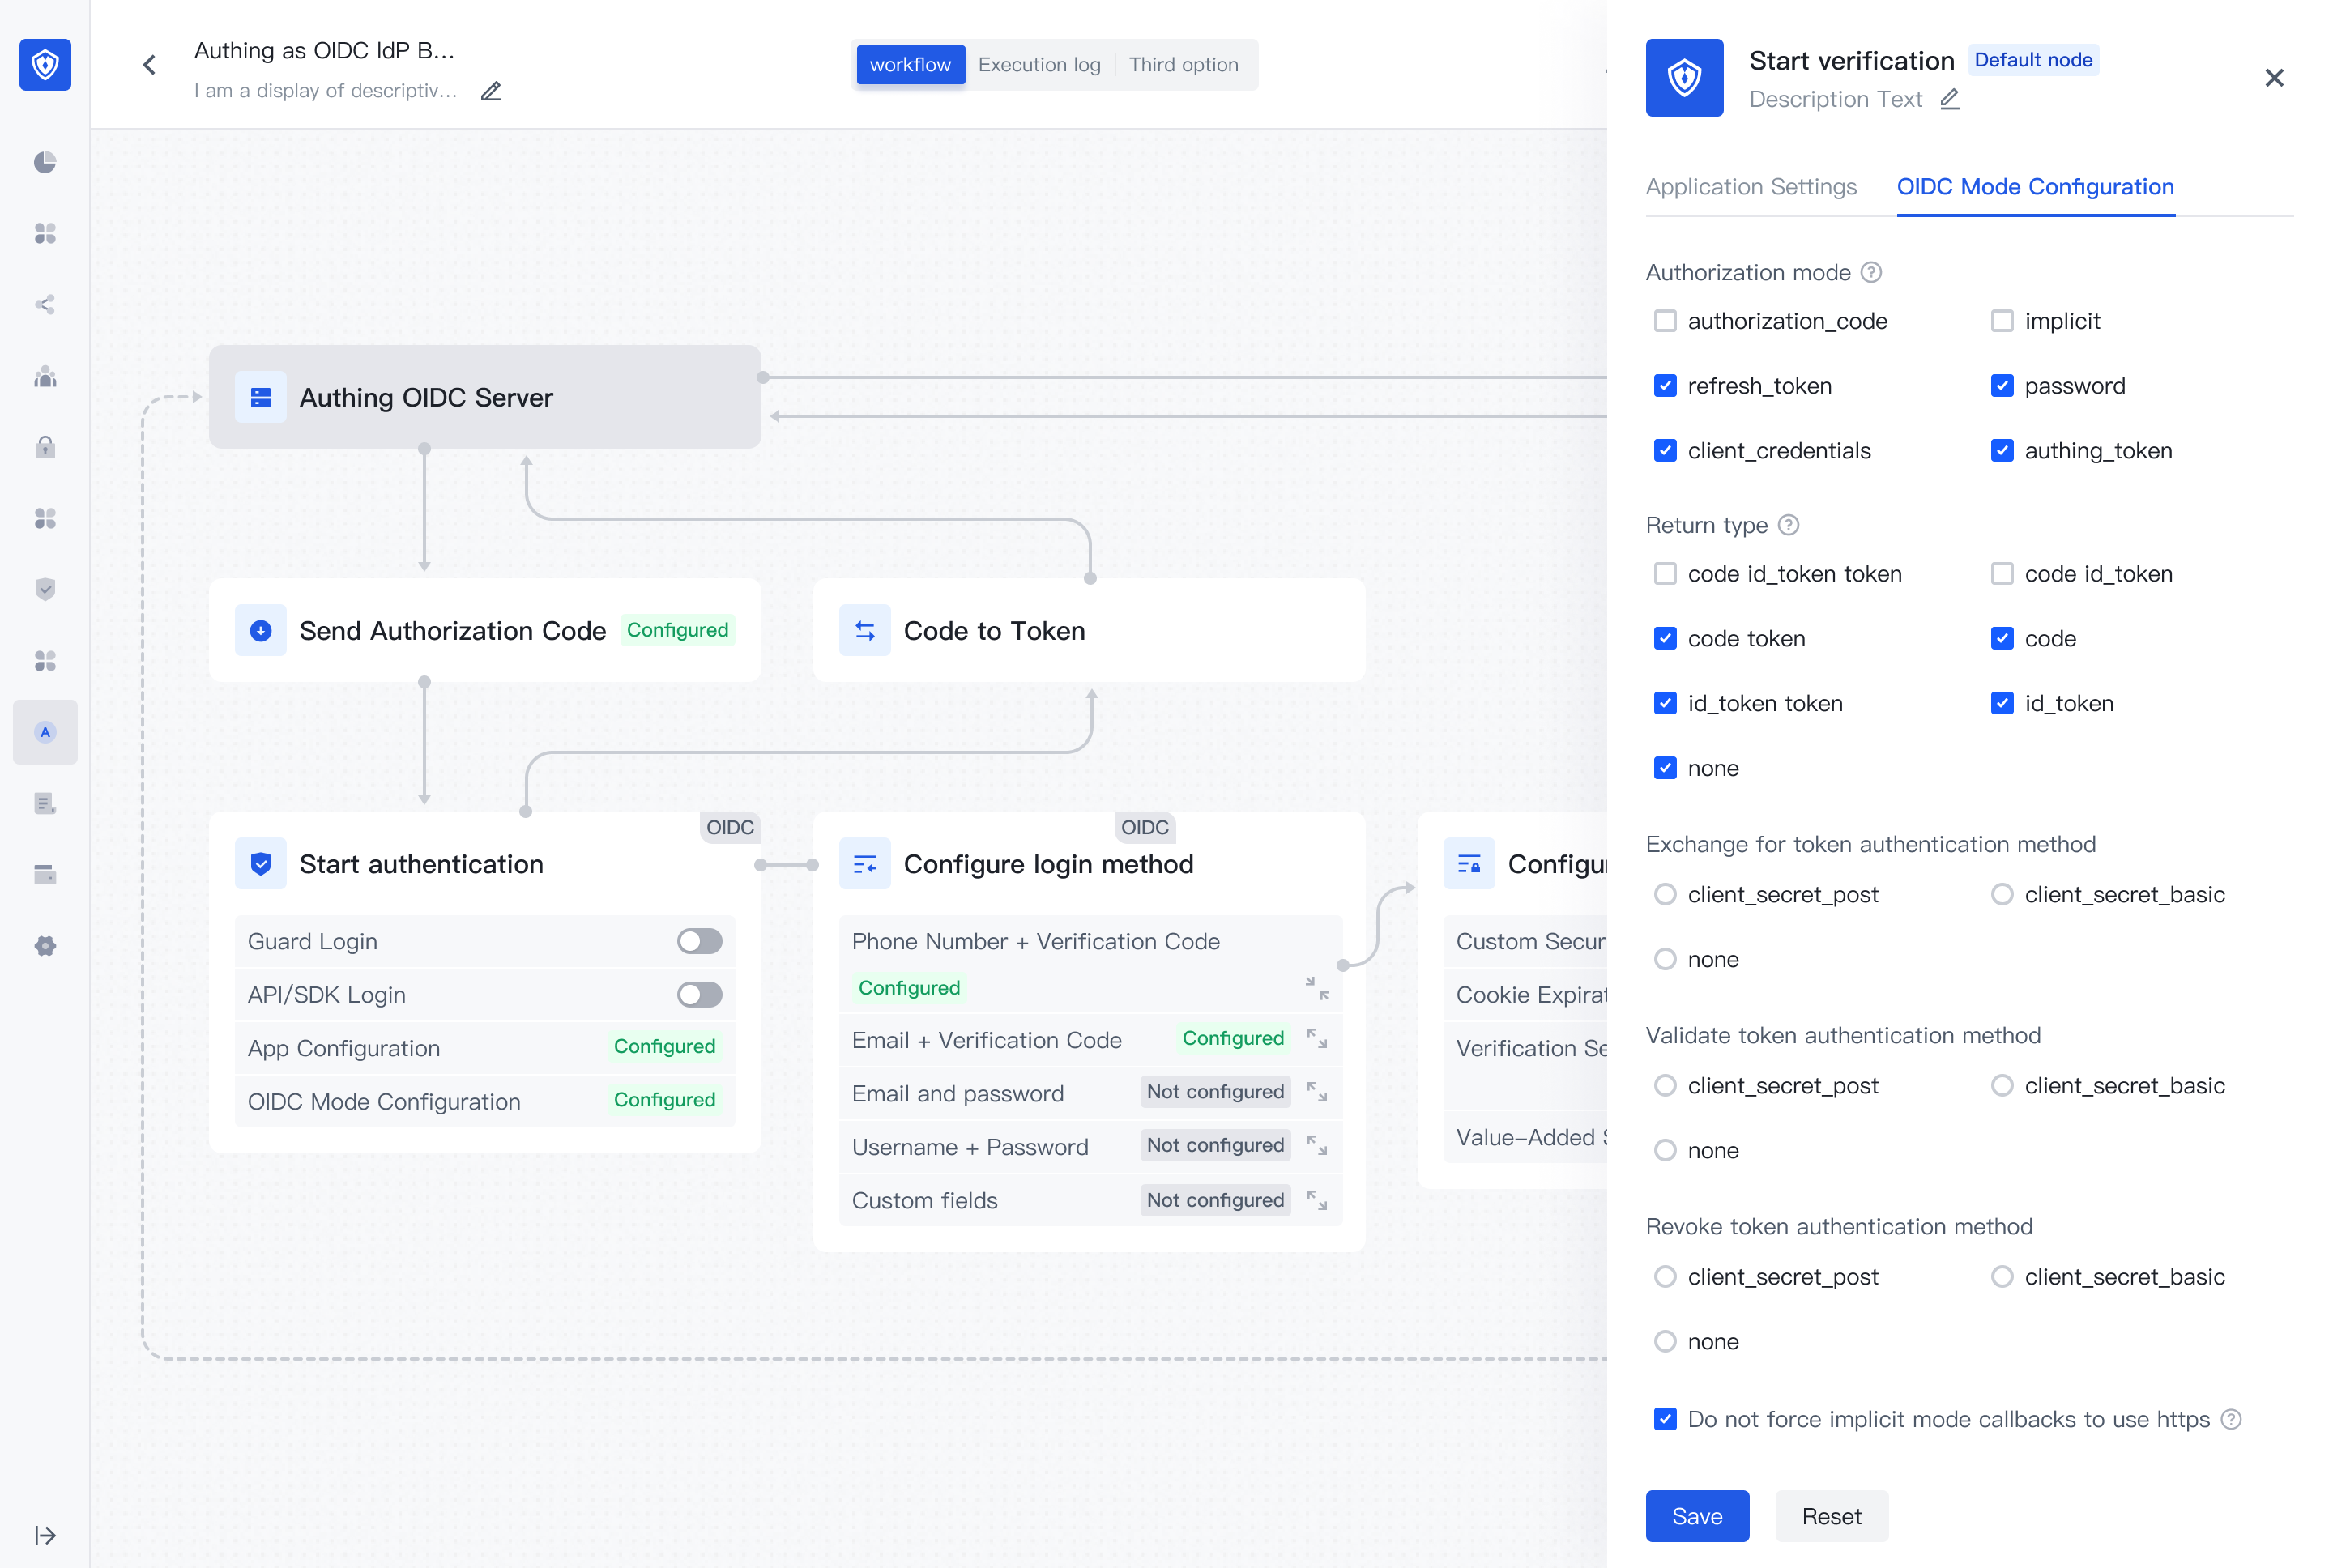 Authing as OIDC IdP B...
I am a display of descriptiv...
workflow
Execution log
Third option
Authing OIDC Server
Send Authorization Code
Configured
Code to Token
OIDC
Start authentication
Guard Login
API/SDK Login
App Configuration
Configured
OIDC Mode Configuration
Configured
OIDC
Configure login method
Phone Number + Verification Code
Configured
Email + Verification Code
Configured
Email and password
Not configured
Username + Password
Not configured
Custom fields
Not configured
Custom
Cookie
Verification
Value-Added
A
Start verification
Default node
Description Text
Application Settings
OIDC Mode Configuration
Authorization mode
authorization_code
implicit
refresh_token
password
client_credentials
authing_token
Return type
code id_token token
code id_token
code token
code
id_token token
id_token
none
Exchange for token authentication method
client_secret_post
client_secret_basic
none
Validate token authentication method
client_secret_post
client_secret_basic
none
Revoke token authentication method
client_secret_post
client_secret_basic
none
Do not force implicit mode callbacks to use https
Save
Reset